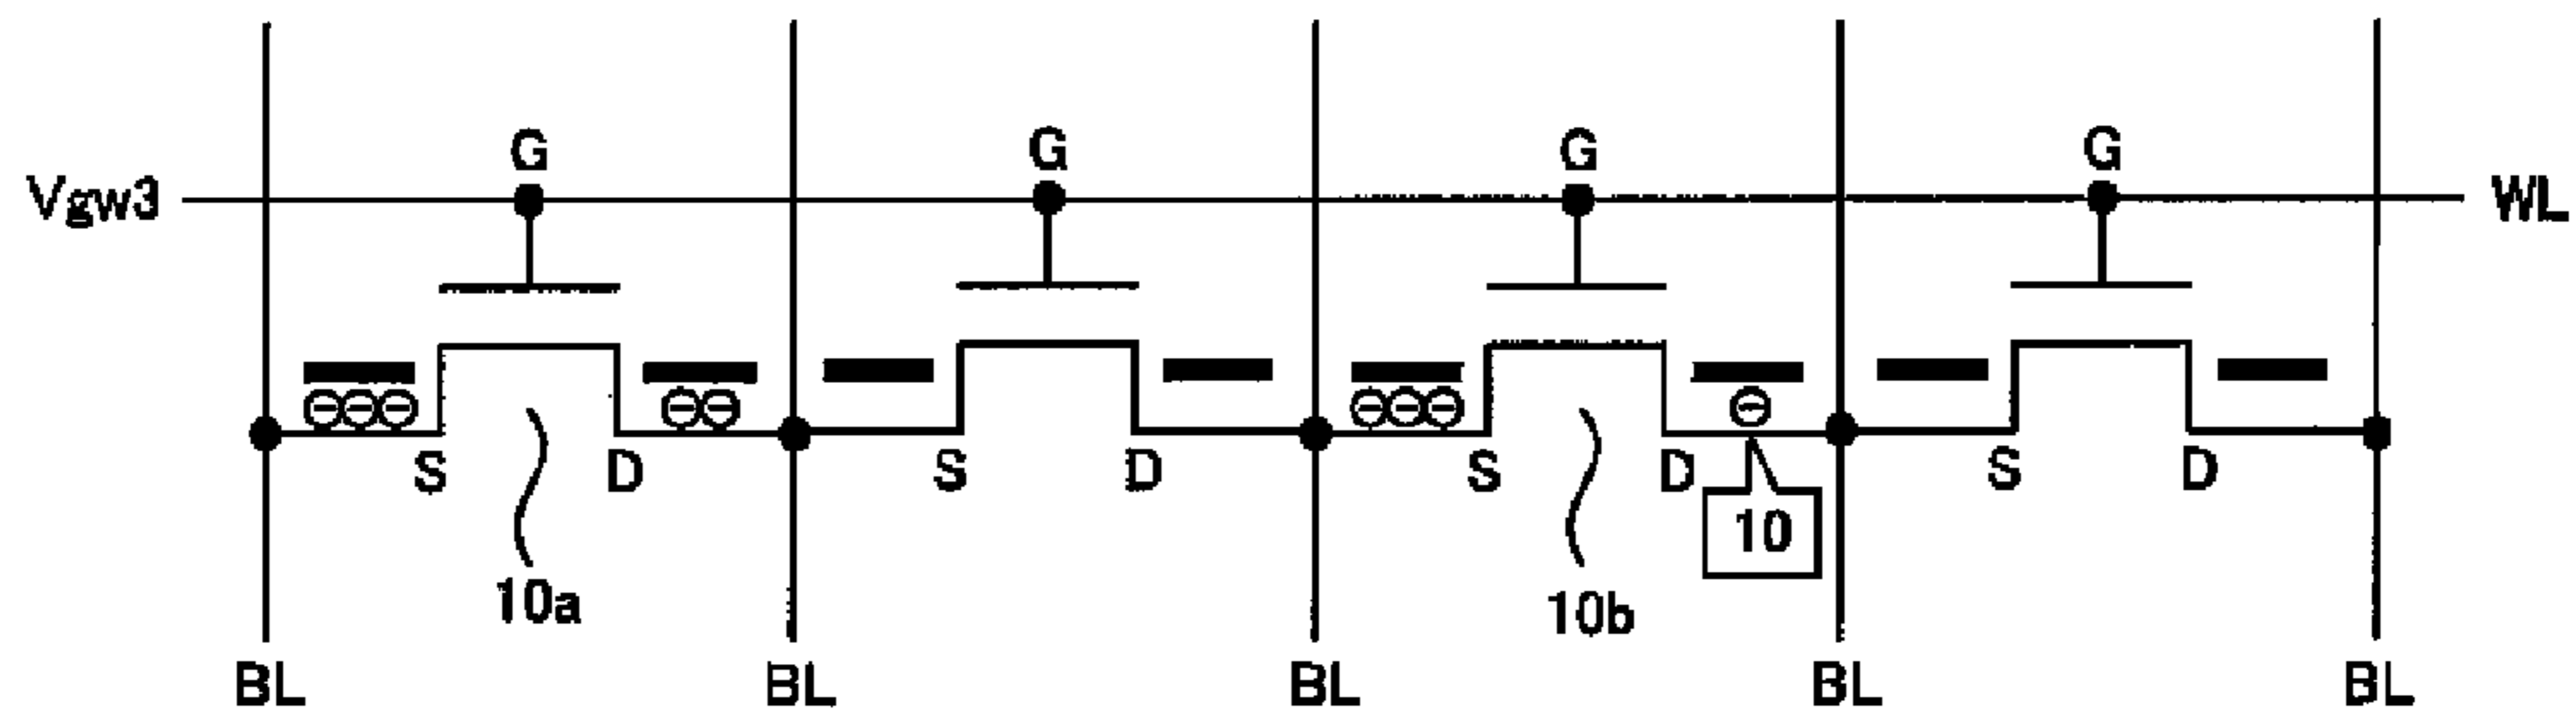 G G G G
Vgw3 WL
⊖⊖⊖ ⊖⊖ ⊖⊖⊖ ⊖
S D S D S D S D
10
10a 10b
BL BL BL BL BL